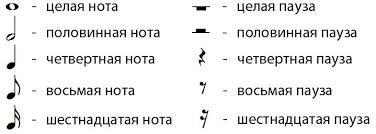 - целая нота - целая пауза
- половинная нота - половинная пауза
- четвертная нота - четвертная пауза
- восьмая нота - восьмая пауза
- шестнадцатая нота - шестнадцатая пауза